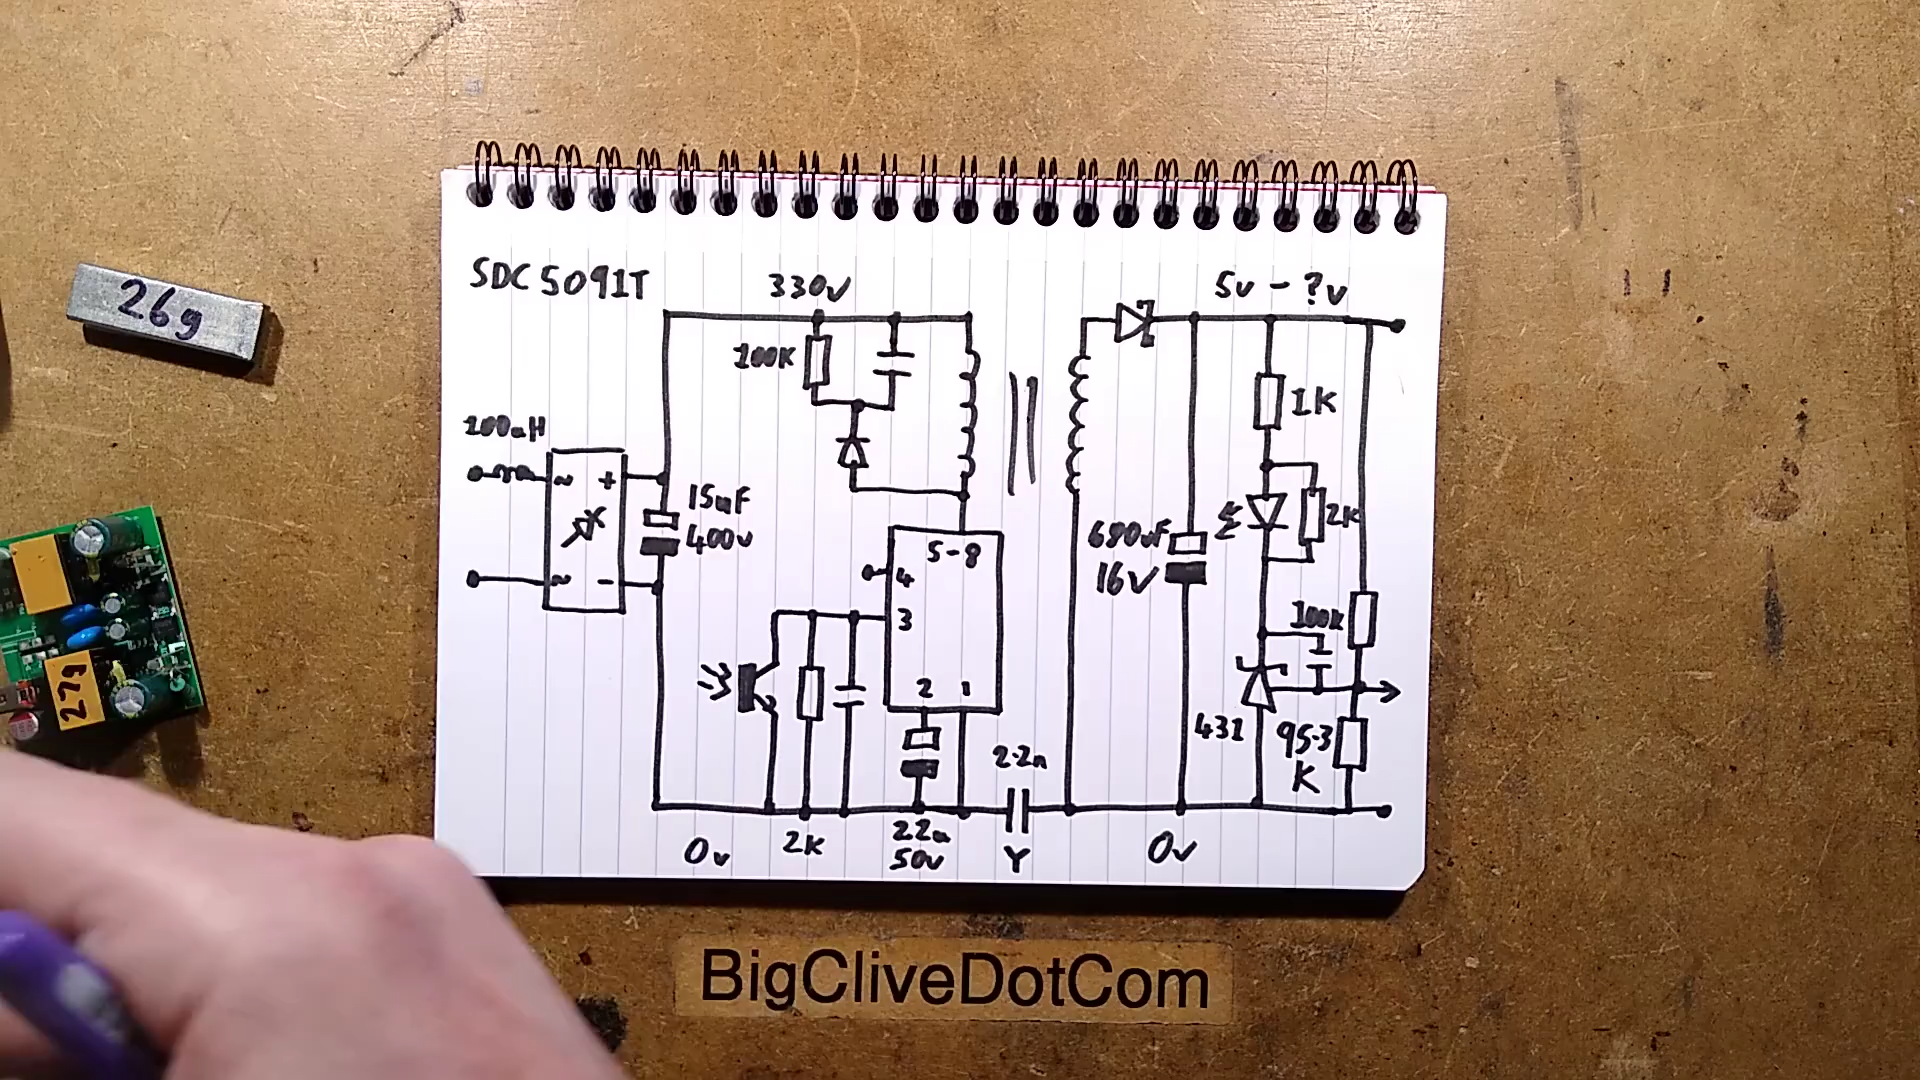 SDC5091T
330v
5v - ?v
26g
100K
1K
200uH
~ +
15uF
400v
2K
680uF
16V
5-8
4
3
100K
~ -
2 1
27g
431
95.3
K
2.2n
0v
2K
22u
50v
Y
0v
BigCliveDotCom